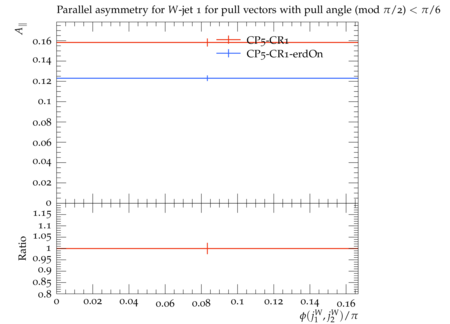 Parallel asymmetry for W-jet 1 for pull vectors with pull angle (mod π/2) < π/6
A∥
0.16
0.14
0.12
0.1
0.08
0.06
0.04
0.02
0
CP5-CR1
CP5-CR1-erdOn
Ratio
1.15
1.1
1.05
1
0.95
0.9
0.85
0.8
0 0.02 0.04 0.06 0.08 0.1 0.12 0.14 0.16
ϕ(j₁ᵂ, j₂ᵂ)/π